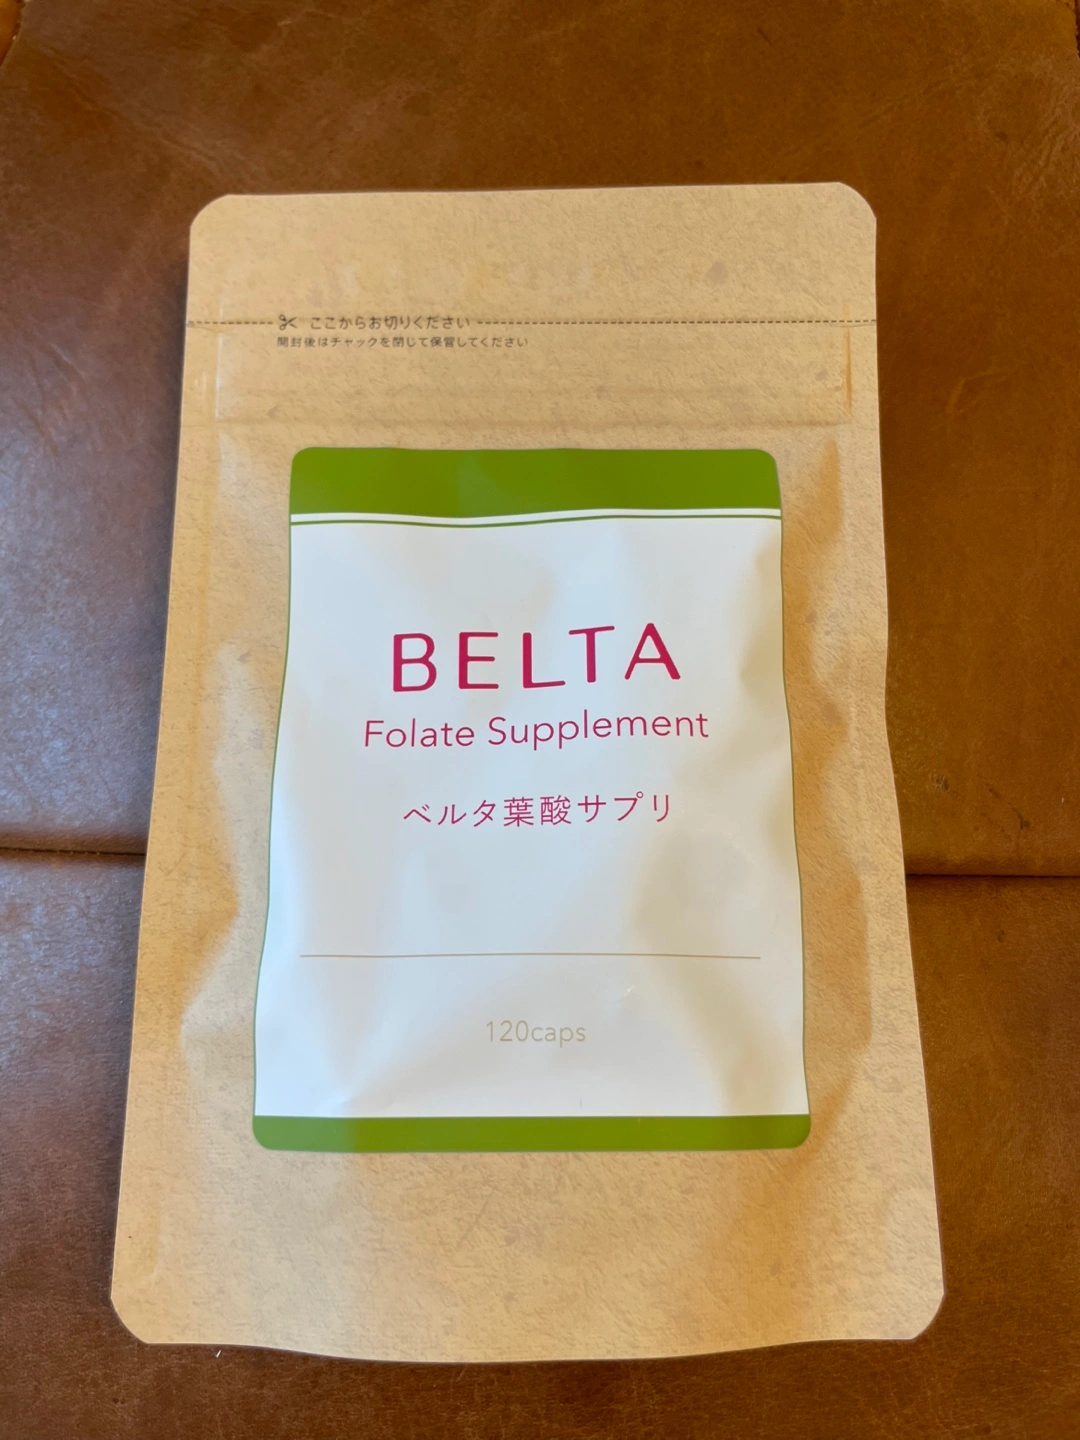 ここからお切りください
開封後はチャックを閉じて保管してください
BELTA
Folate Supplement
ベルタ葉酸サプリ
120caps